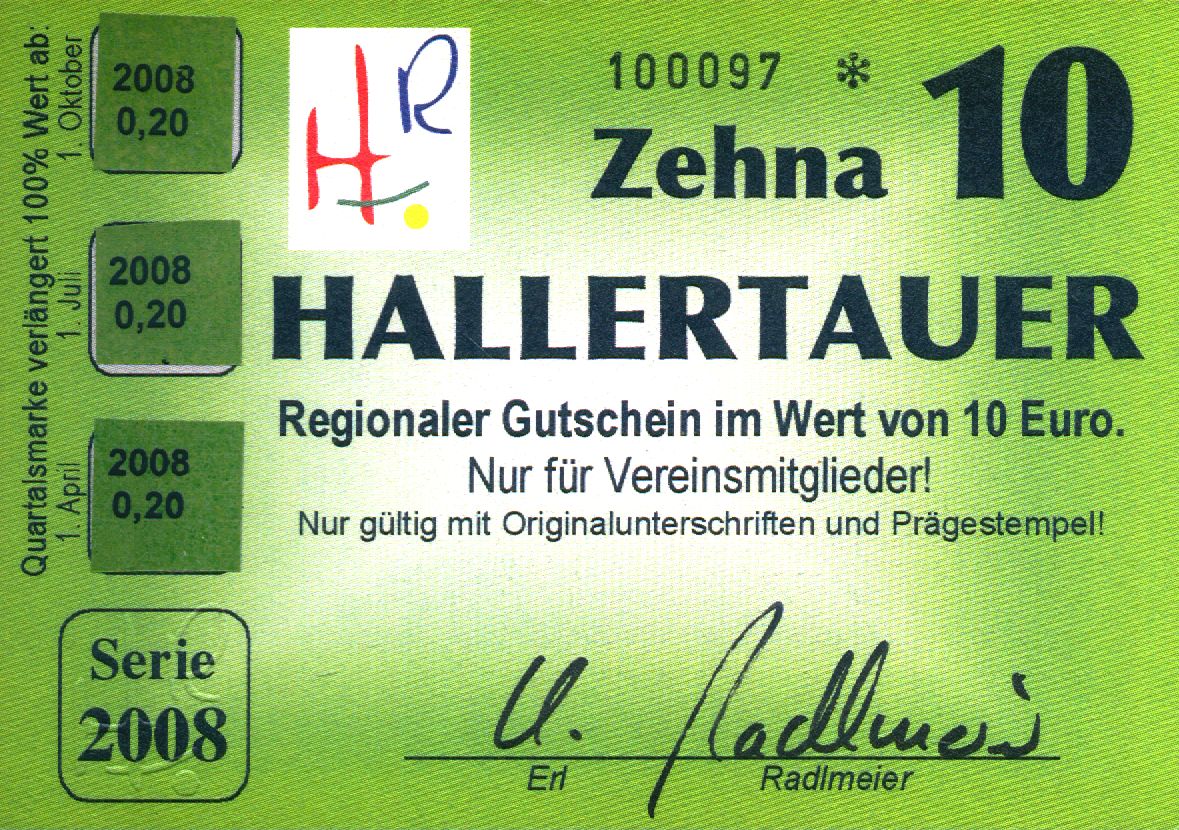 Quartalsmarke verlängert 100% Wert ab:
1. Oktober
2008
0,20
1. Juli
2008
0,20
1. April
2008
0,20
Serie
2008
HR
100097 *
Zehna 10
HALLERTAUER
Regionaler Gutschein im Wert von 10 Euro.
Nur für Vereinsmitglieder!
Nur gültig mit Originalunterschriften und Prägestempel!
U. Radlmeier
Erl Radlmeier